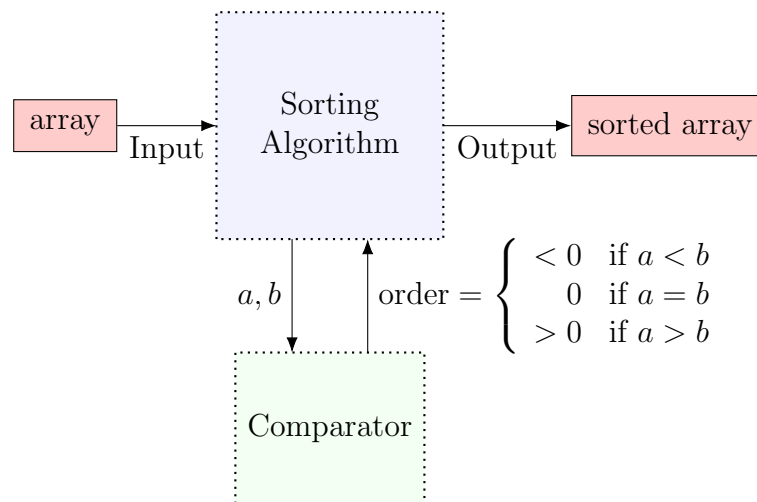 array
Input
Sorting
Algorithm
Output
sorted array
a, b
order = { < 0 if a < b
0 if a = b
> 0 if a > b
Comparator